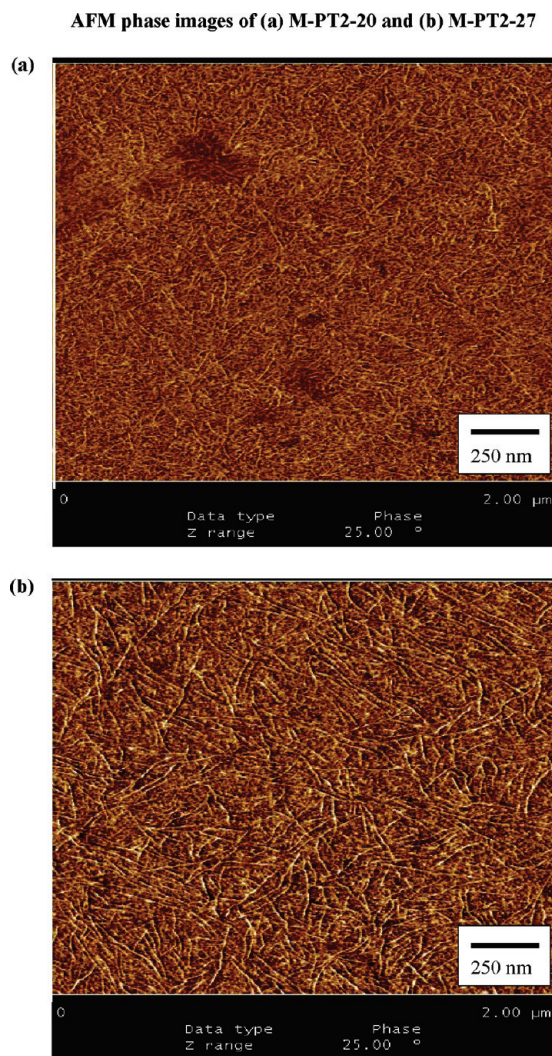 AFM phase images of (a) M-PT2-20 and (b) M-PT2-27
(a)
250 nm
0 2.00 μm
Data type Phase
Z range 25.00 º
(b)
250 nm
0 2.00 μm
Data type Phase
Z range 25.00 º